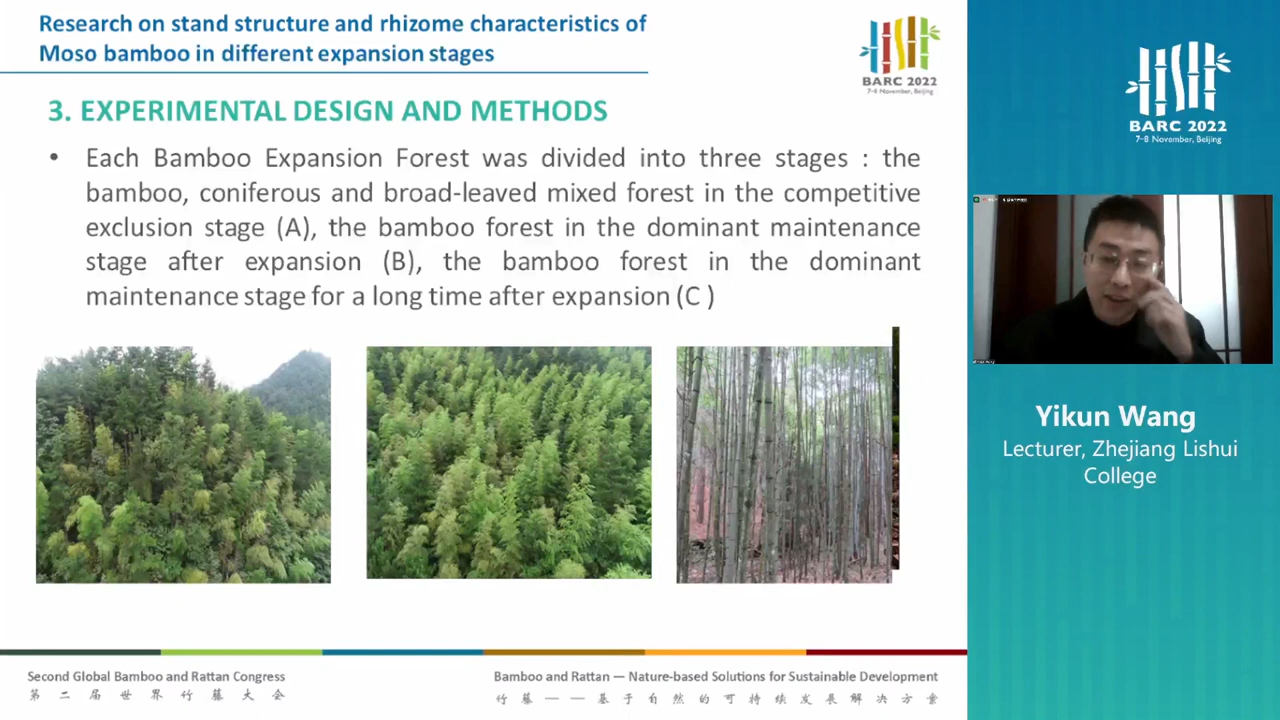 Research on stand structure and rhizome characteristics of
Moso bamboo in different expansion stages
BARC 2022
7-8 November, Beijing
3. EXPERIMENTAL DESIGN AND METHODS
• Each Bamboo Expansion Forest was divided into three stages : the
bamboo, coniferous and broad-leaved mixed forest in the competitive
exclusion stage (A), the bamboo forest in the dominant maintenance
stage after expansion (B), the bamboo forest in the dominant
maintenance stage for a long time after expansion (C )
Second Global Bamboo and Rattan Congress
第二届世界竹藤大会
Bamboo and Rattan — Nature-based Solutions for Sustainable Development
竹藤——基于自然的可持续发展解决方案
BARC 2022
7-8 November, Beijing
Yikun Wang
Lecturer, Zhejiang Lishui
College